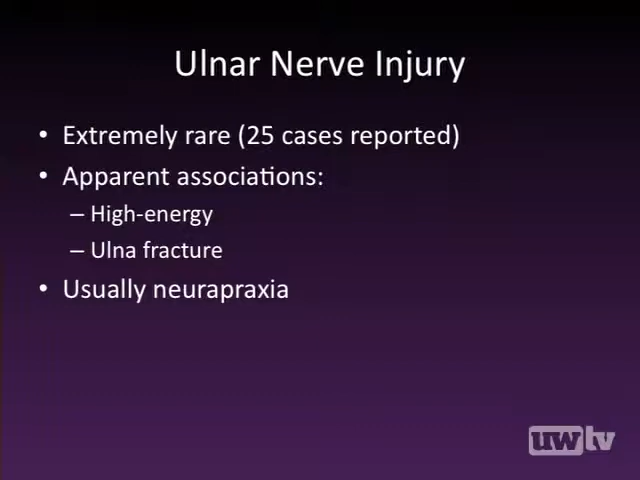 Ulnar Nerve Injury
• Extremely rare (25 cases reported)
• Apparent associations:
– High-energy
– Ulna fracture
• Usually neurapraxia
uwtv